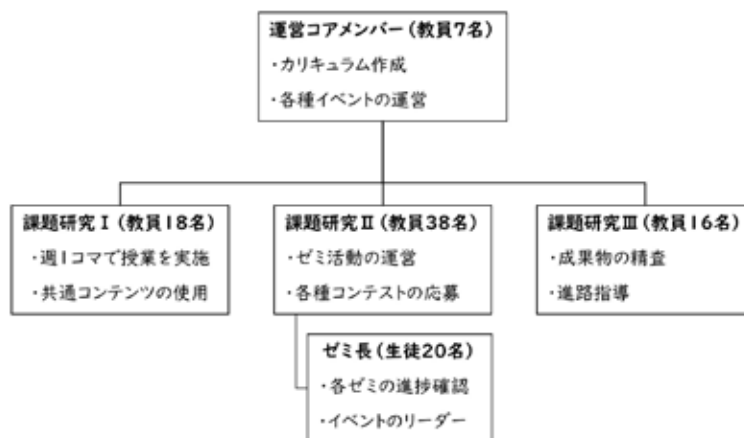 運営コアメンバー(教員7名)
・カリキュラム作成
・各種イベントの運営
課題研究Ⅰ(教員18名)
・週1コマで授業を実施
・共通コンテンツの使用
課題研究Ⅱ(教員38名)
・ゼミ活動の運営
・各種コンテストの応募
課題研究Ⅲ(教員16名)
・成果物の精査
・進路指導
ゼミ長(生徒20名)
・各ゼミの進捗確認
・イベントのリーダー